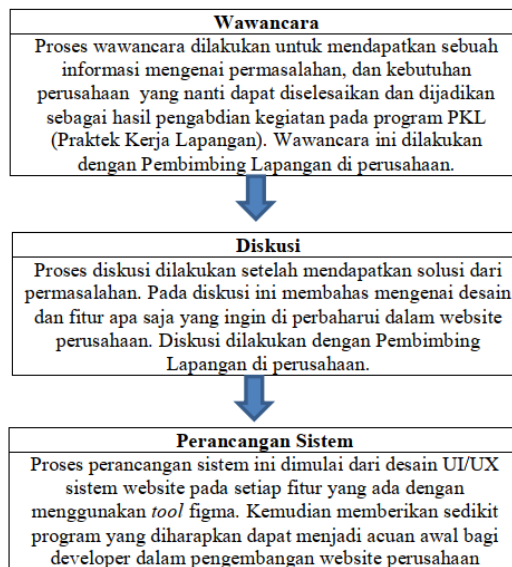 Wawancara
Proses wawancara dilakukan untuk mendapatkan sebuah
informasi mengenai permasalahan, dan kebutuhan
perusahaan yang nanti dapat diselesaikan dan dijadikan
sebagai hasil pengabdian kegiatan pada program PKL
(Praktek Kerja Lapangan). Wawancara ini dilakukan
dengan Pembimbing Lapangan di perusahaan.
Diskusi
Proses diskusi dilakukan setelah mendapatkan solusi dari
permasalahan. Pada diskusi ini membahas mengenai desain
dan fitur apa saja yang ingin di perbaharui dalam website
perusahaan. Diskusi dilakukan dengan Pembimbing
Lapangan di perusahaan.
Perancangan Sistem
Proses perancangan sistem ini dimulai dari desain UI/UX
sistem website pada setiap fitur yang ada dengan
menggunakan tool figma. Kemudian memberikan sedikit
program yang diharapkan dapat menjadi acuan awal bagi
developer dalam pengembangan website perusahaan